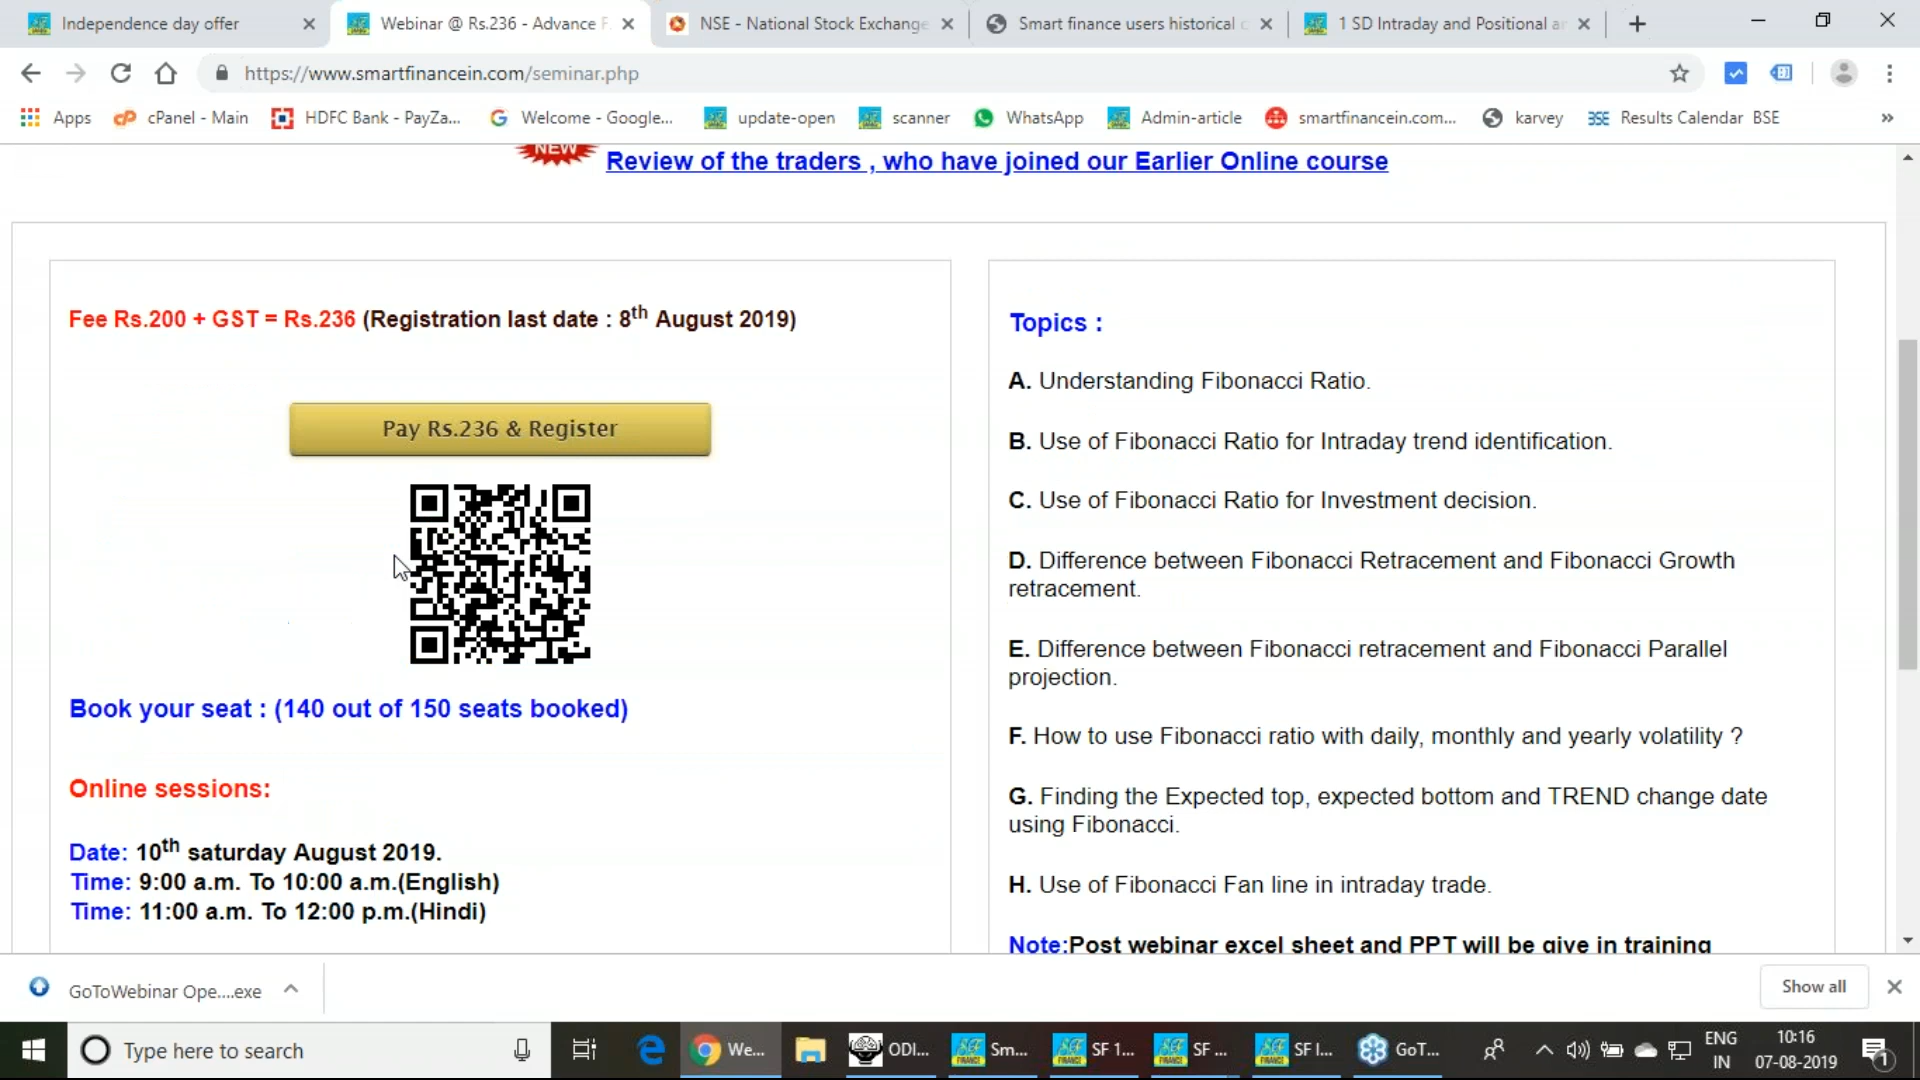 Independence day offer
Webinar @ Rs.236 - Advance F
NSE - National Stock Exchange
Smart finance users historical c
1 SD Intraday and Positional an
https://www.smartfinancein.com/seminar.php
Apps
cPanel - Main
HDFC Bank - PayZa...
Welcome - Google...
update-open
scanner
WhatsApp
Admin-article
smartfinancein.com...
karvey
BSE Results Calendar BSE
NEW
Review of the traders , who have joined our Earlier Online course
Fee Rs.200 + GST = Rs.236 (Registration last date : 8th August 2019)
Pay Rs.236 & Register
Book your seat : (140 out of 150 seats booked)
Online sessions:
Date: 10th saturday August 2019.
Time: 9:00 a.m. To 10:00 a.m.(English)
Time: 11:00 a.m. To 12:00 p.m.(Hindi)
Topics :
A. Understanding Fibonacci Ratio.
B. Use of Fibonacci Ratio for Intraday trend identification.
C. Use of Fibonacci Ratio for Investment decision.
D. Difference between Fibonacci Retracement and Fibonacci Growth
retracement.
E. Difference between Fibonacci retracement and Fibonacci Parallel
projection.
F. How to use Fibonacci ratio with daily, monthly and yearly volatility ?
G. Finding the Expected top, expected bottom and TREND change date
using Fibonacci.
H. Use of Fibonacci Fan line in intraday trade.
Note:Post webinar excel sheet and PPT will be give in training
GoToWebinar Ope....exe
Show all
Type here to search
We...
ODI...
Sm...
SF 1...
SF ...
SF I...
GoT...
ENG
IN
10:16
07-08-2019
1